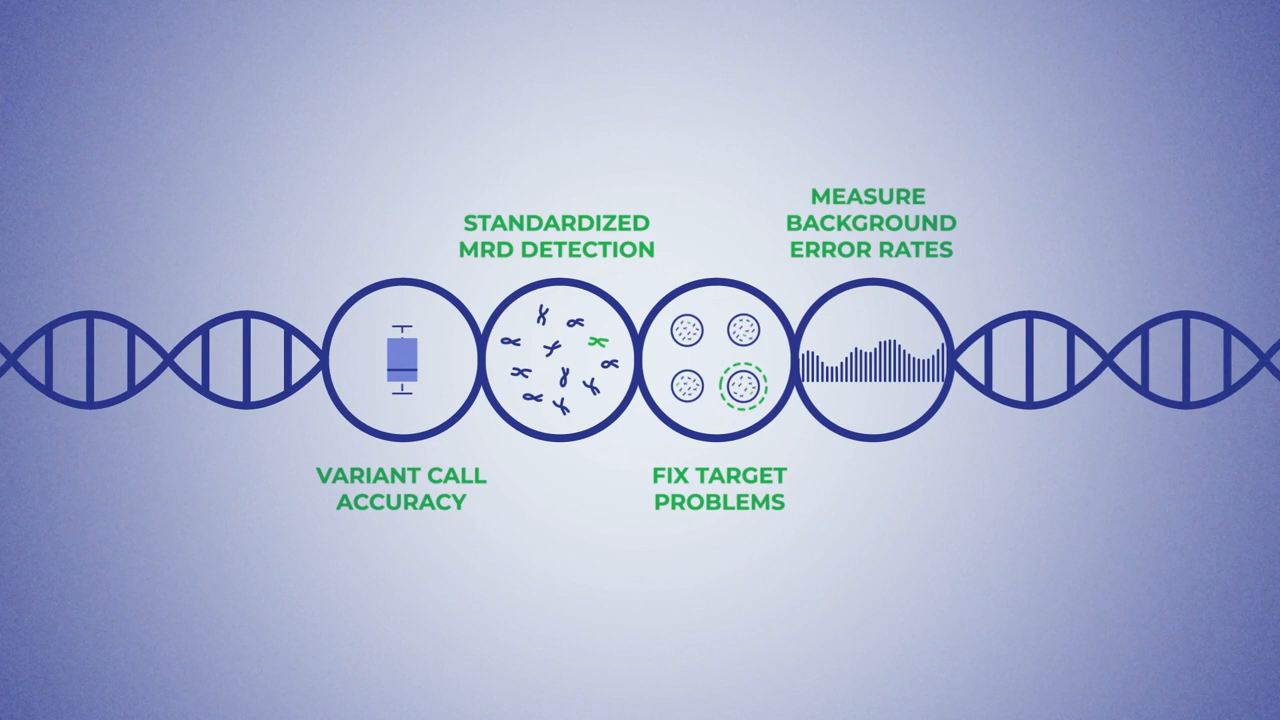 VARIANT CALL
ACCURACY
STANDARDIZED
MRD DETECTION
FIX TARGET
PROBLEMS
MEASURE
BACKGROUND
ERROR RATES